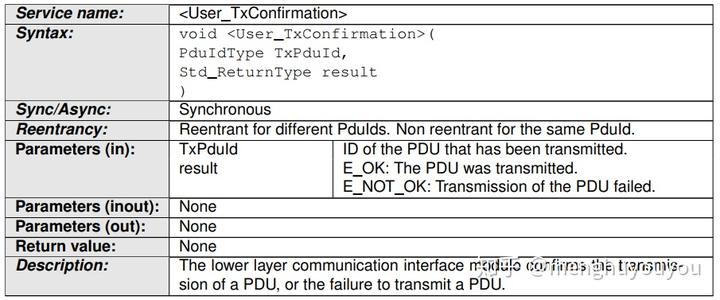 Service name: <User_TxConfirmation>
Syntax: void <User_TxConfirmation>(
PduIdType TxPduId,
Std_ReturnType result
)
Sync/Async: Synchronous
Reentrancy: Reentrant for different PduIds. Non reentrant for the same PduId.
Parameters (in): TxPduId ID of the PDU that has been transmitted.
result E_OK: The PDU was transmitted.
E_NOT_OK: Transmission of the PDU failed.
Parameters (inout): None
Parameters (out): None
Return value: None
Description: The lower layer communication interface module confirms the transmis-
sion of a PDU, or the failure to transmit a PDU.
知乎